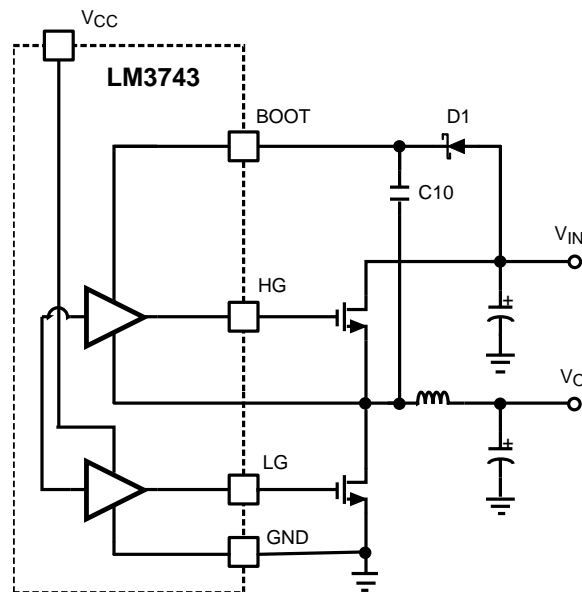 VCC
LM3743
BOOT
D1
C10
VIN
HG
+
VO
LG
+
GND